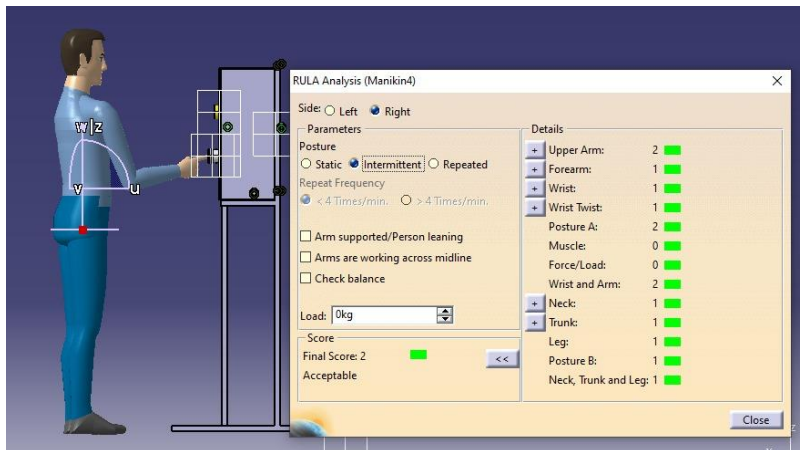 w|z
v
u
RULA Analysis (Manikin4)
Side: Left Right
Parameters
Posture
Static Intermittent Repeated
Repeat Frequency
< 4 Times/min. > 4 Times/min.
Arm supported/Person leaning
Arms are working across midline
Check balance
Load: 0kg
Score
Final Score: 2
<<
Acceptable
Details
+ Upper Arm: 2
+ Forearm: 1
+ Wrist: 1
+ Wrist Twist: 1
Posture A: 2
Muscle: 0
Force/Load: 0
Wrist and Arm: 2
+ Neck: 1
+ Trunk: 1
Leg: 1
Posture B: 1
Neck, Trunk and Leg: 1
Close
z